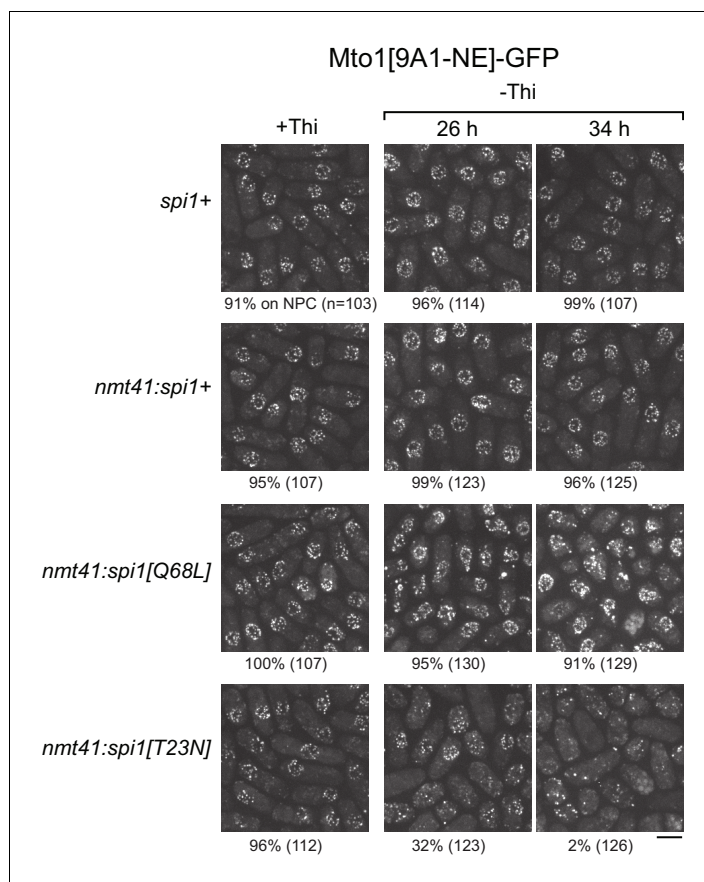 Mto1[9A1-NE]-GFP
-Thi
+Thi 26 h 34 h
spi1+
91% on NPC (n=103) 96% (114) 99% (107)
nmt41:spi1+
95% (107) 99% (123) 96% (125)
nmt41:spi1[Q68L]
100% (107) 95% (130) 91% (129)
nmt41:spi1[T23N]
96% (112) 32% (123) 2% (126)